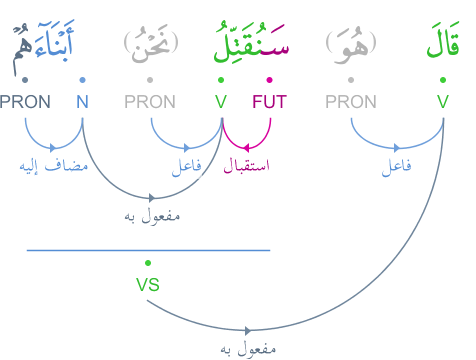 قَالَ (هُوَ) سَنُقَتِّلُ (نَحْنُ) أَبْنَآءَهُمْ
V PRON FUT V PRON N PRON
فاعل استقبال فاعل مضاف إليه
مفعول به
VS
مفعول به